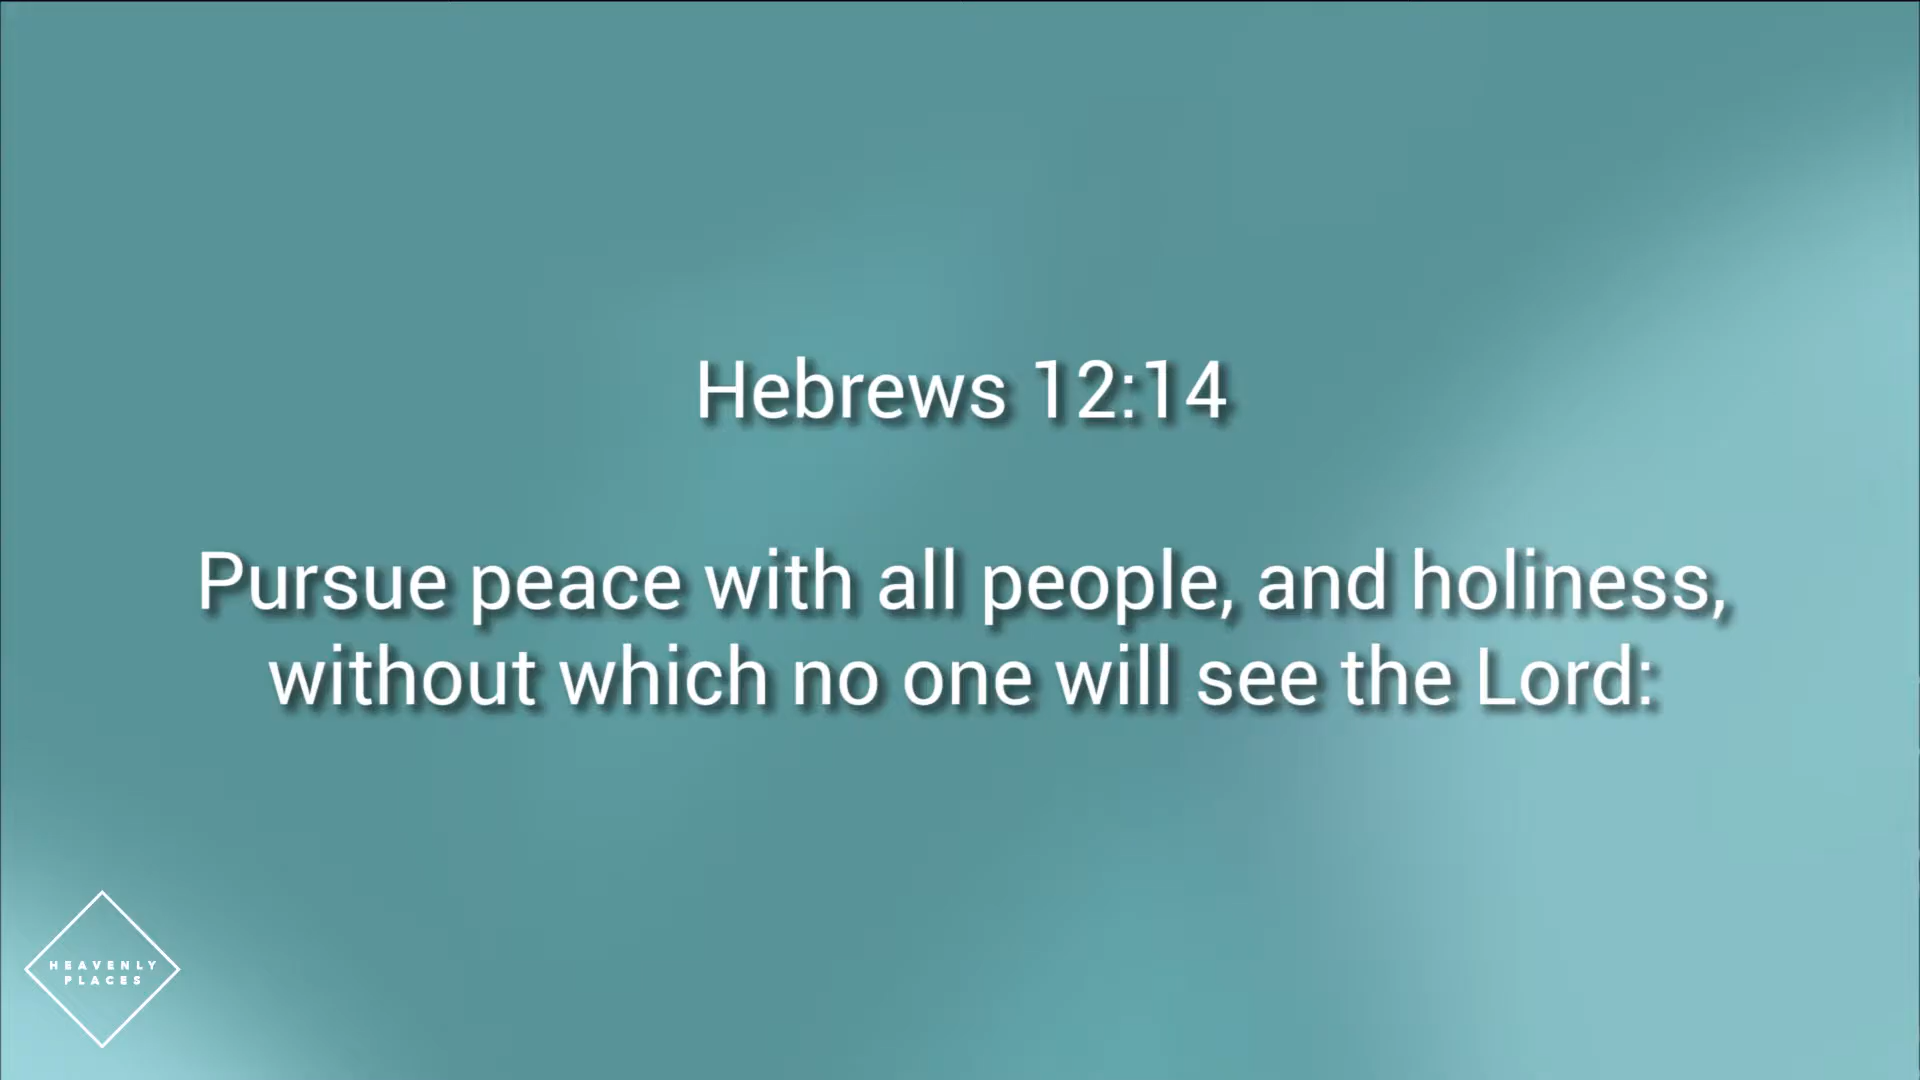 Hebrews 12:14
Pursue peace with all people, and holiness,
without which no one will see the Lord:
HEAVENLY
PLACES